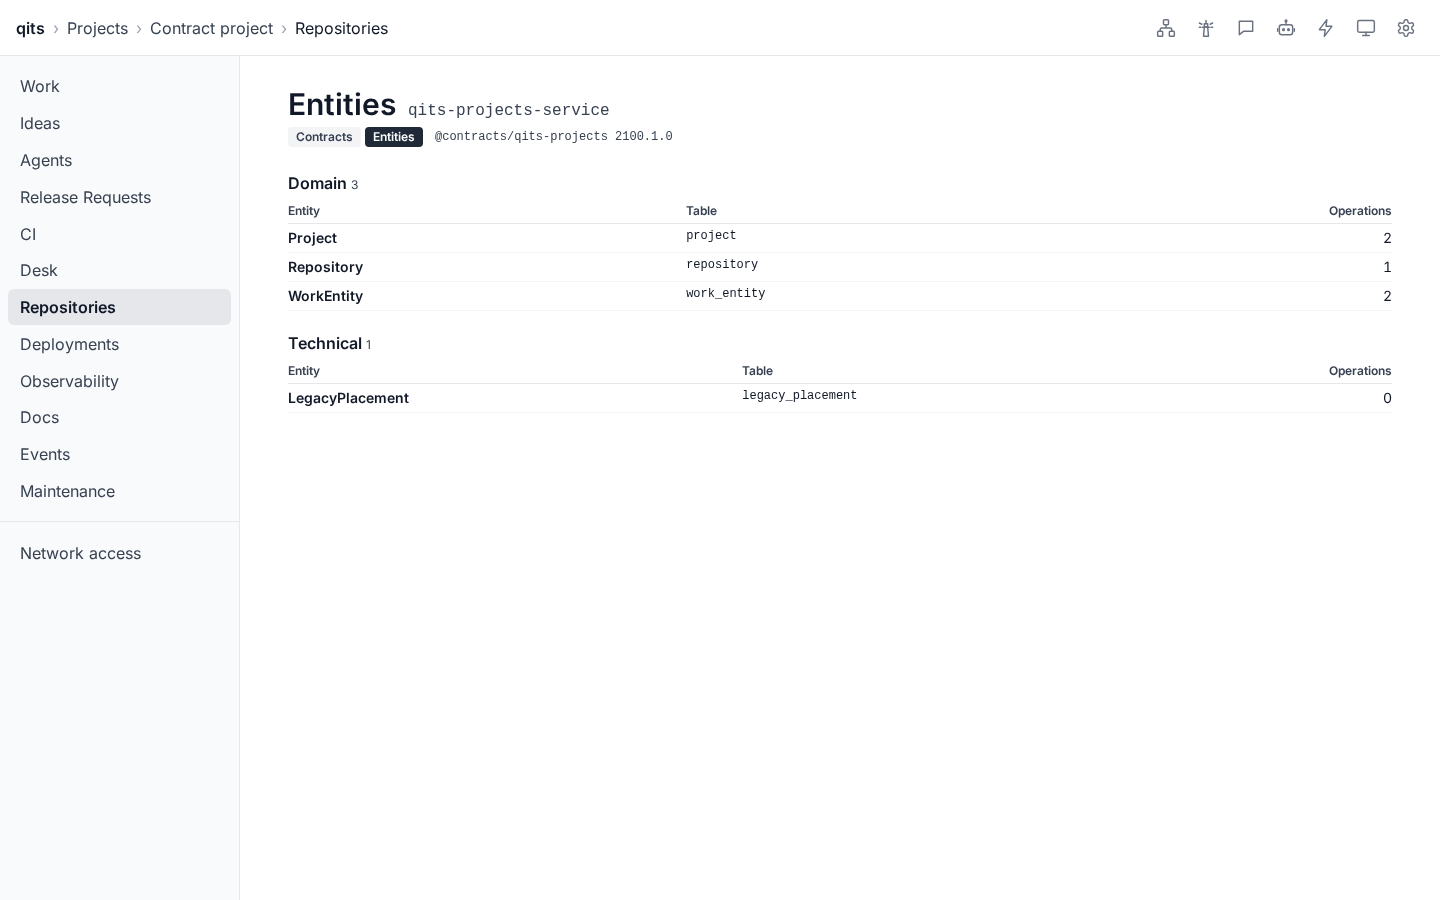 qits › Projects › Contract project › Repositories
Work
Ideas
Agents
Release Requests
CI
Desk
Repositories
Deployments
Observability
Docs
Events
Maintenance
Network access
Entities qits-projects-service
Contracts Entities @contracts/qits-projects 2100.1.0
Domain 3
Entity Table Operations
Project project 2
Repository repository 1
WorkEntity work_entity 2
Technical 1
Entity Table Operations
LegacyPlacement legacy_placement 0